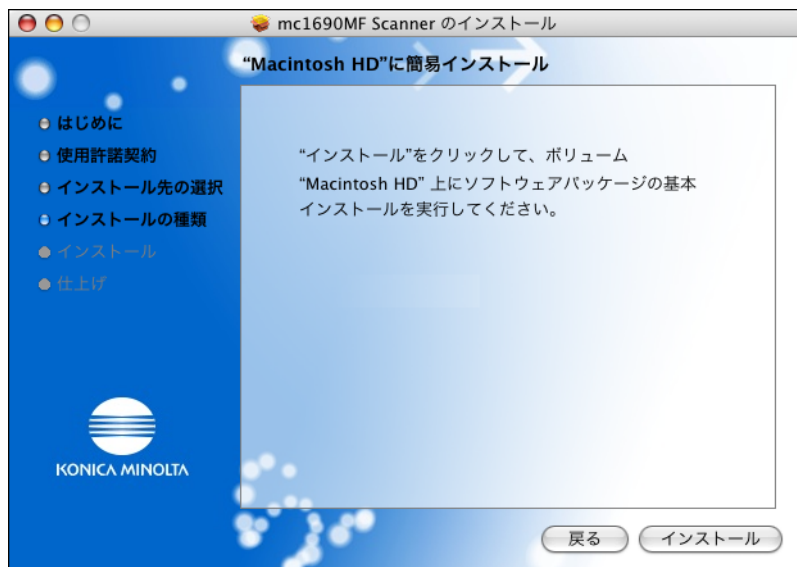 mc1690MF Scanner のインストール
“Macintosh HD”に簡易インストール
はじめに
使用許諾契約
インストール先の選択
インストールの種類
インストール
仕上げ
“インストール”をクリックして、ボリューム
“Macintosh HD” 上にソフトウェアパッケージの基本
インストールを実行してください。
KONICA MINOLTA
戻る
インストール